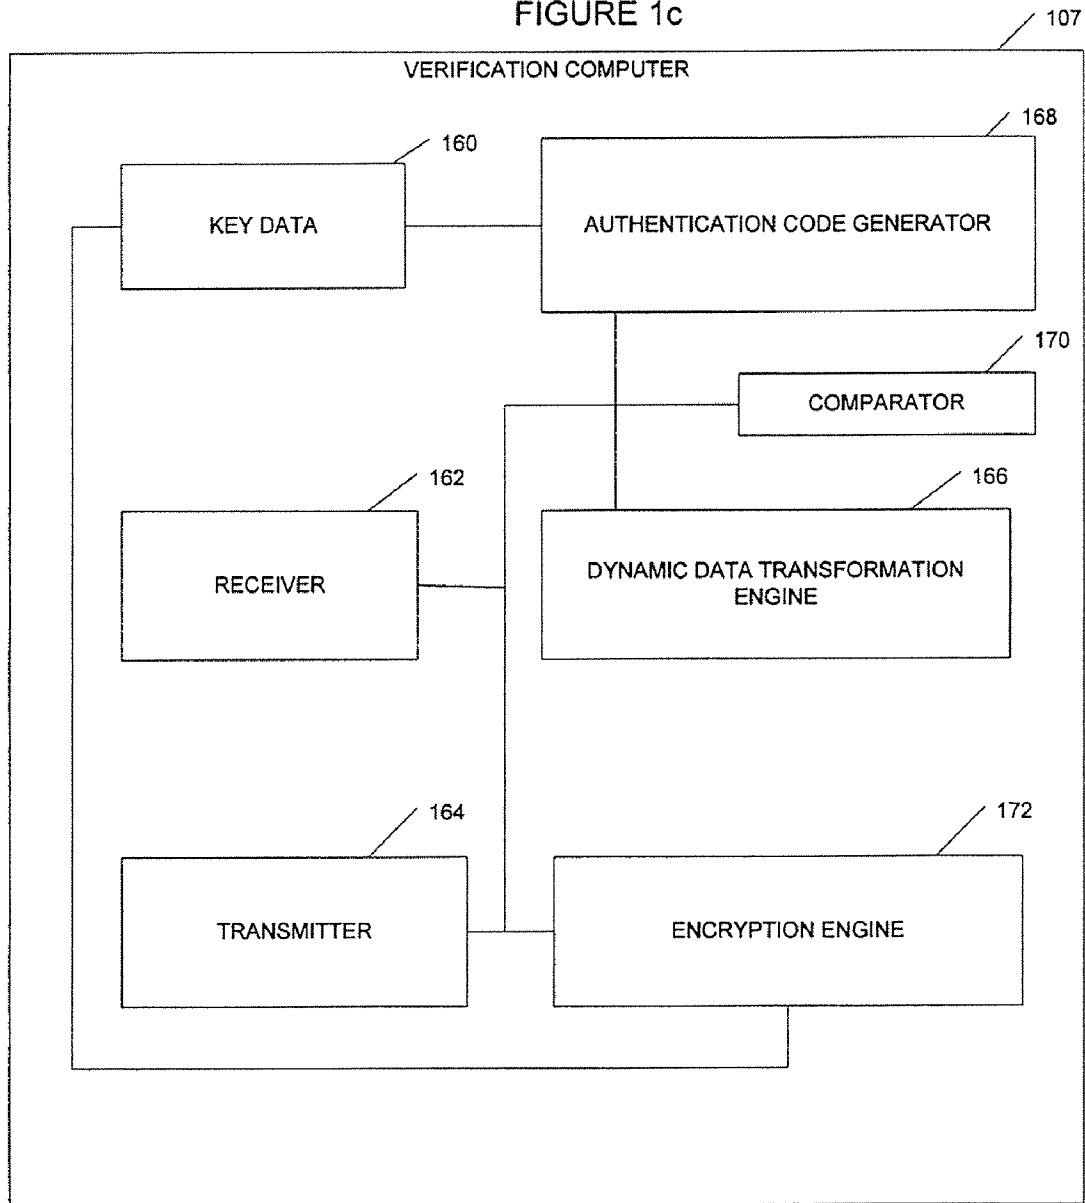 FIGURE 1c
107
VERIFICATION COMPUTER
168
160
KEY DATA
AUTHENTICATION CODE GENERATOR
170
COMPARATOR
162
166
RECEIVER
DYNAMIC DATA TRANSFORMATION
ENGINE
164
172
TRANSMITTER
ENCRYPTION ENGINE